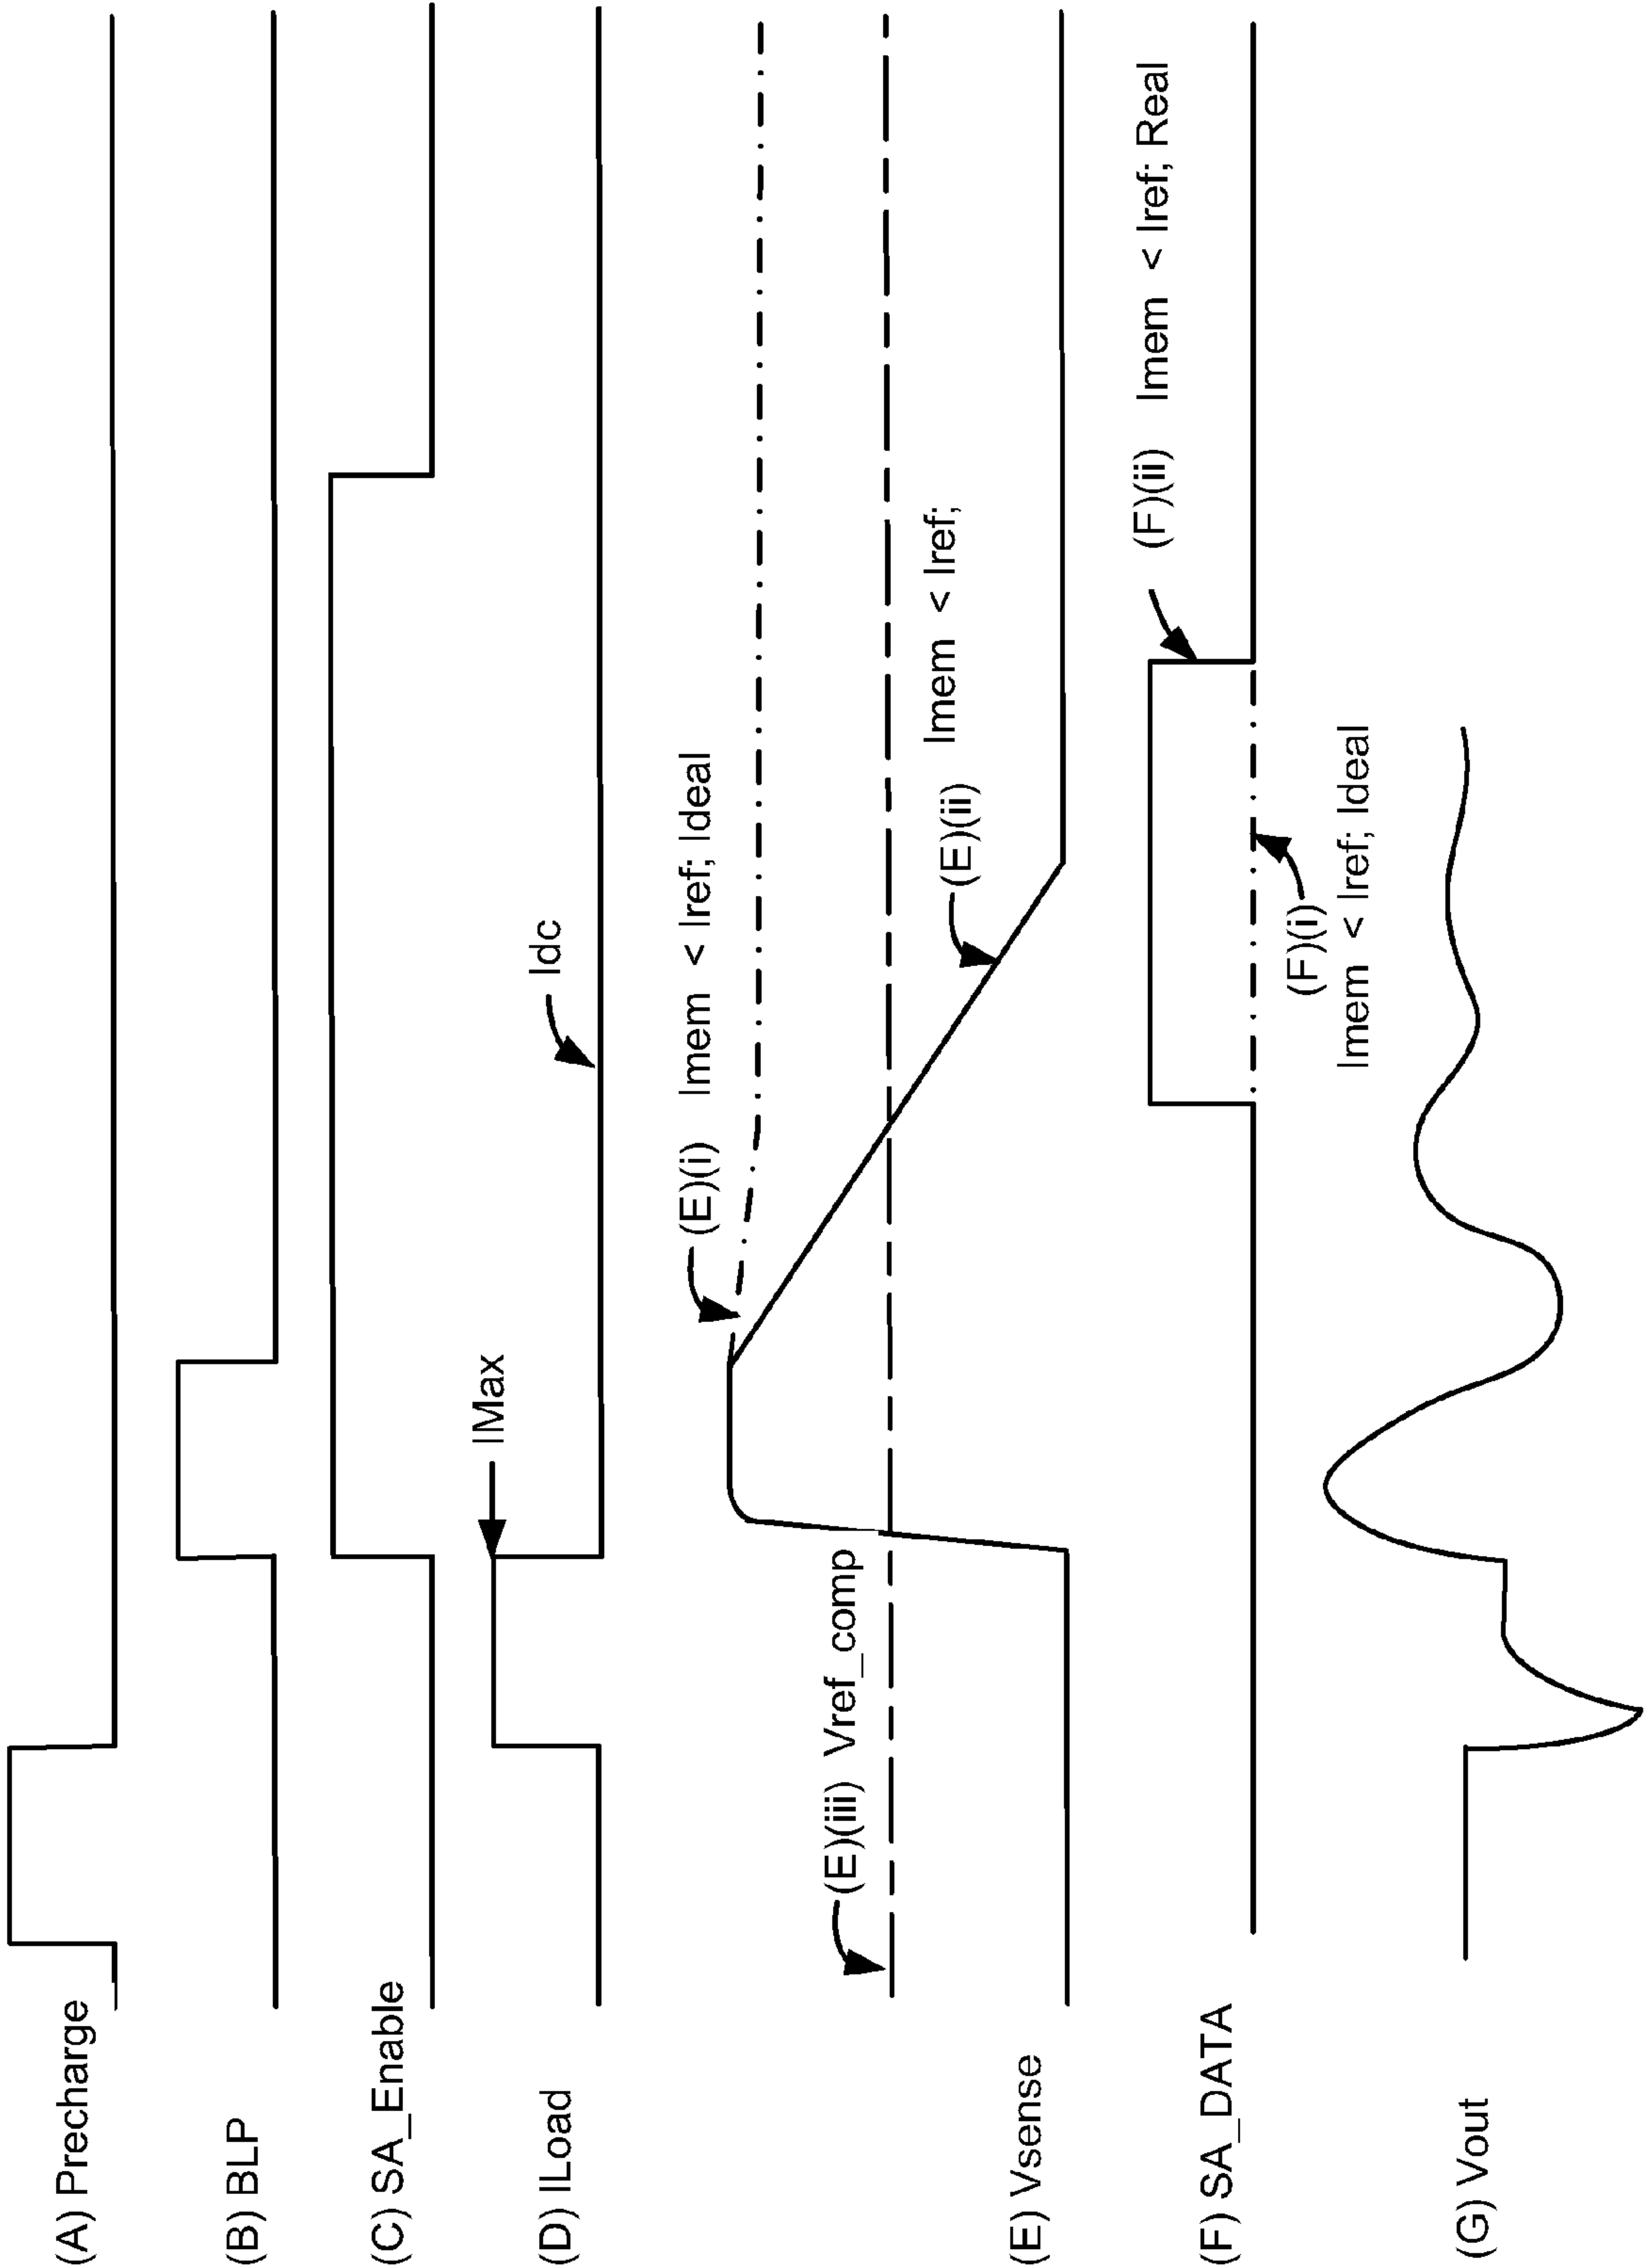 (A) Precharge
(B) BLP
(C) SA_Enable
(D) ILoad
IMax
Idc
(E)(i) Imem < Iref; Ideal
(E)(iii) Vref_comp
(E)(ii) Imem < Iref;
(E) Vsense
(F)(ii) Imem < Iref; Real
(F) SA_DATA
(F)(i)
Imem < Iref; Ideal
(G) Vout